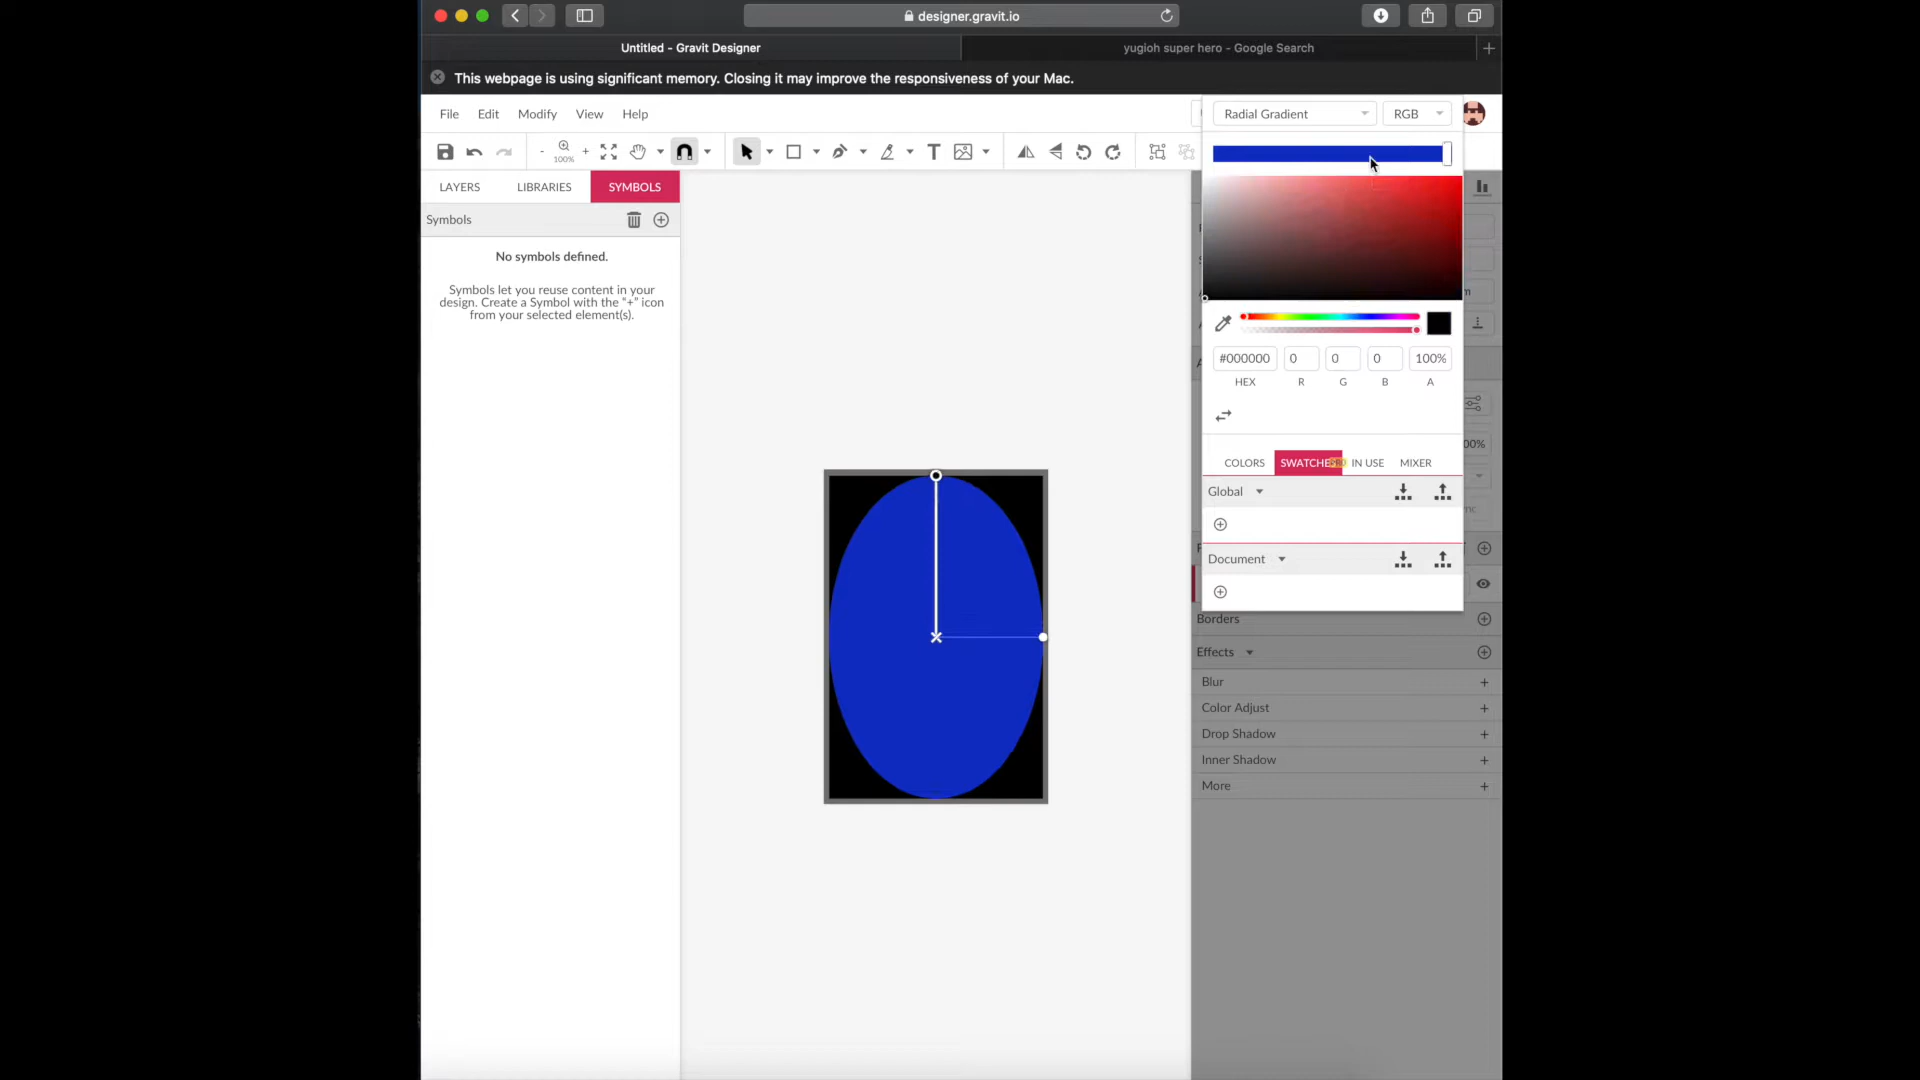 designer.gravit.io
Untitled - Gravit Designer
yugioh super hero - Google Search
This webpage is using significant memory. Closing it may improve the responsiveness of your Mac.
File Edit Modify View Help
Radial Gradient RGB
- 100% +
T
LAYERS LIBRARIES SYMBOLS
Symbols
No symbols defined.
Symbols let you reuse content in your
design. Create a Symbol with the “+” icon
from your selected element(s).
#000000 0 0 0 100%
HEX R G B A
COLORS SWATCHES IN USE MIXER
Global
Document
Borders
Effects
Blur
Color Adjust
Drop Shadow
Inner Shadow
More